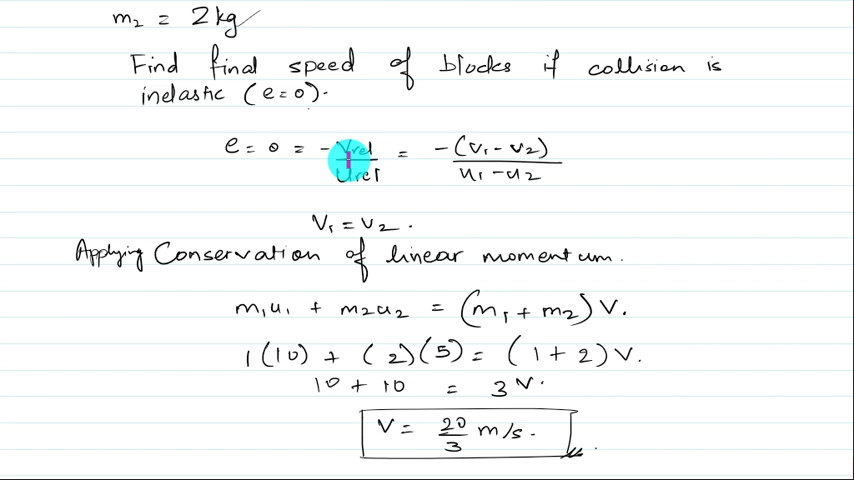 m₂ = 2kg
Find final speed of blocks if collision is
inelastic (e=0).
e = 0 = -Vrel/Urel = -(v₁-v₂)/u₁-u₂
V₁ = v₂.
Applying Conservation of linear momentum.
m₁u₁ + m₂u₂ = (m₁ + m₂) V.
1(10) + (2)(5) = (1+2) V.
10 + 10 = 3V.
V = 20/3 m/s.